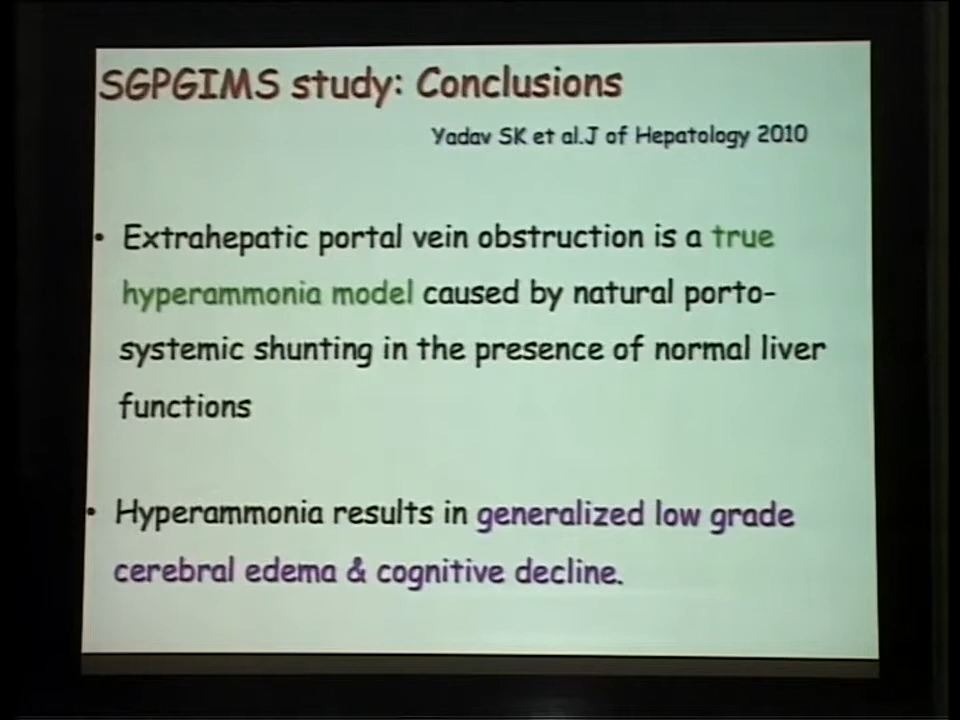 SGPGIMS study: Conclusions
Yadav SK et al.J of Hepatology 2010
• Extrahepatic portal vein obstruction is a true
hyperammonia model caused by natural porto-
systemic shunting in the presence of normal liver
functions
• Hyperammonia results in generalized low grade
cerebral edema & cognitive decline.